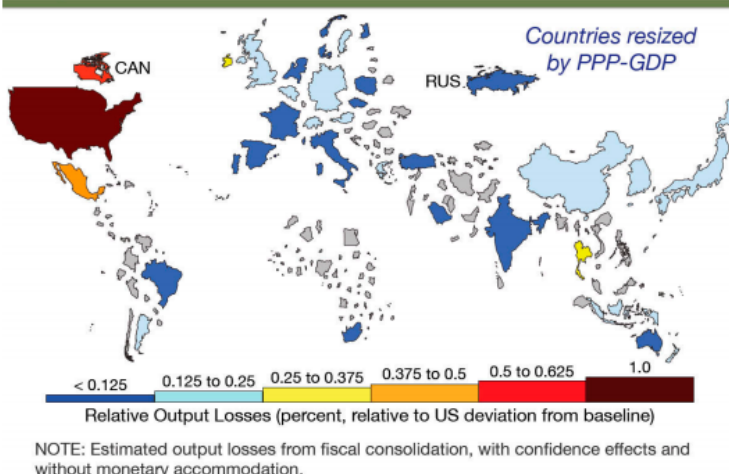 Countries resized
by PPP-GDP
CAN
RUS.
< 0.125
0.125 to 0.25
0.25 to 0.375
0.375 to 0.5
0.5 to 0.625
1.0
Relative Output Losses (percent, relative to US deviation from baseline)
NOTE: Estimated output losses from fiscal consolidation, with confidence effects and
without monetary accommodation.